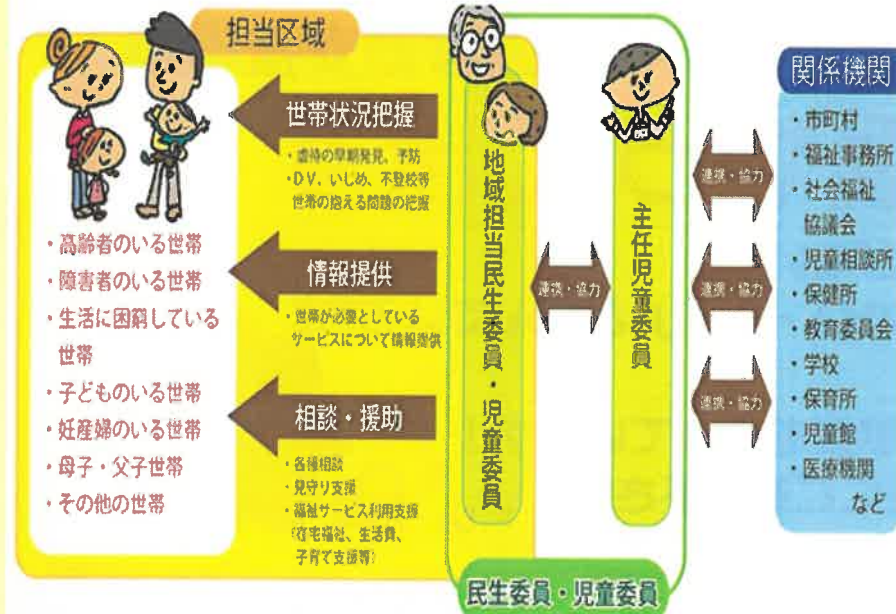 担当区域
世帯状況把握
・虐待の早期発見、予防
・DV、いじめ、不登校等
世帯の抱える問題の把握
・高齢者のいる世帯
・障害者のいる世帯
・生活に困窮している
世帯
・子どものいる世帯
・妊産婦のいる世帯
・母子・父子世帯
・その他の世帯
情報提供
・世帯が必要としている
サービスについて情報提供
相談・援助
・各種相談
・見守り支援
・福祉サービス利用支援
(在宅福祉、生活費、
子育て支援等)
地域担当民生委員・児童委員
連携・協力
主任児童委員
民生委員・児童委員
連携・協力
連携・協力
連携・協力
関係機関
・市町村
・福祉事務所
・社会福祉
協議会
・児童相談所
・保健所
・教育委員会
・学校
・保育所
・児童館
・医療機関
など